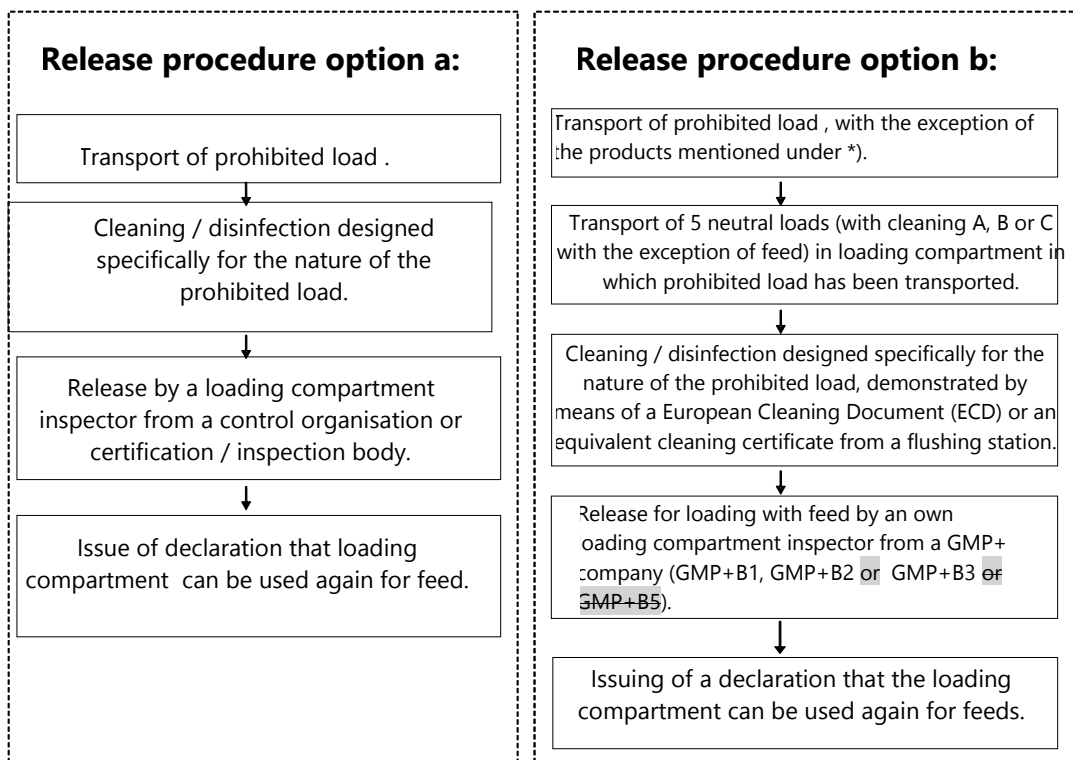 Release procedure option a:
Transport of prohibited load .
Cleaning / disinfection designed
specifically for the nature of the
prohibited load.
Release by a loading compartment
inspector from a control organisation or
certification / inspection body.
Issue of declaration that loading
compartment can be used again for feed.
Release procedure option b:
Transport of prohibited load , with the exception of
the products mentioned under *).
Transport of 5 neutral loads (with cleaning A, B or C
with the exception of feed) in loading compartment in
which prohibited load has been transported.
Cleaning / disinfection designed specifically for the
nature of the prohibited load, demonstrated by
means of a European Cleaning Document (ECD) or an
equivalent cleaning certificate from a flushing station.
Release for loading with feed by an own
loading compartment inspector from a GMP+
company (GMP+B1, GMP+B2 or GMP+B3 or
GMP+B5).
Issuing of a declaration that the loading
compartment can be used again for feeds.